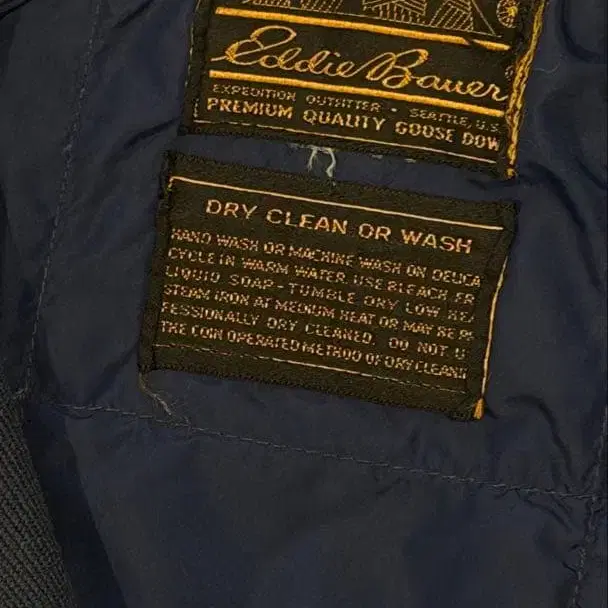 Eddie Bauer
EXPEDITION OUTFITTER · SEATTLE, U.S.
PREMIUM QUALITY GOOSE DOW
DRY CLEAN OR WASH
HAND WASH OR MACHINE WASH ON DELICA
CYCLE IN WARM WATER. USE BLEACH-FR
LIQUID SOAP-TUMBLE DRY LOW HE
STEAM IRON AT MEDIUM HEAT OR MAY BE
FESSIONALLY DRY CLEANED. DO NOT U
THE COIN OPERATED METHOD OF DRY CLEANI